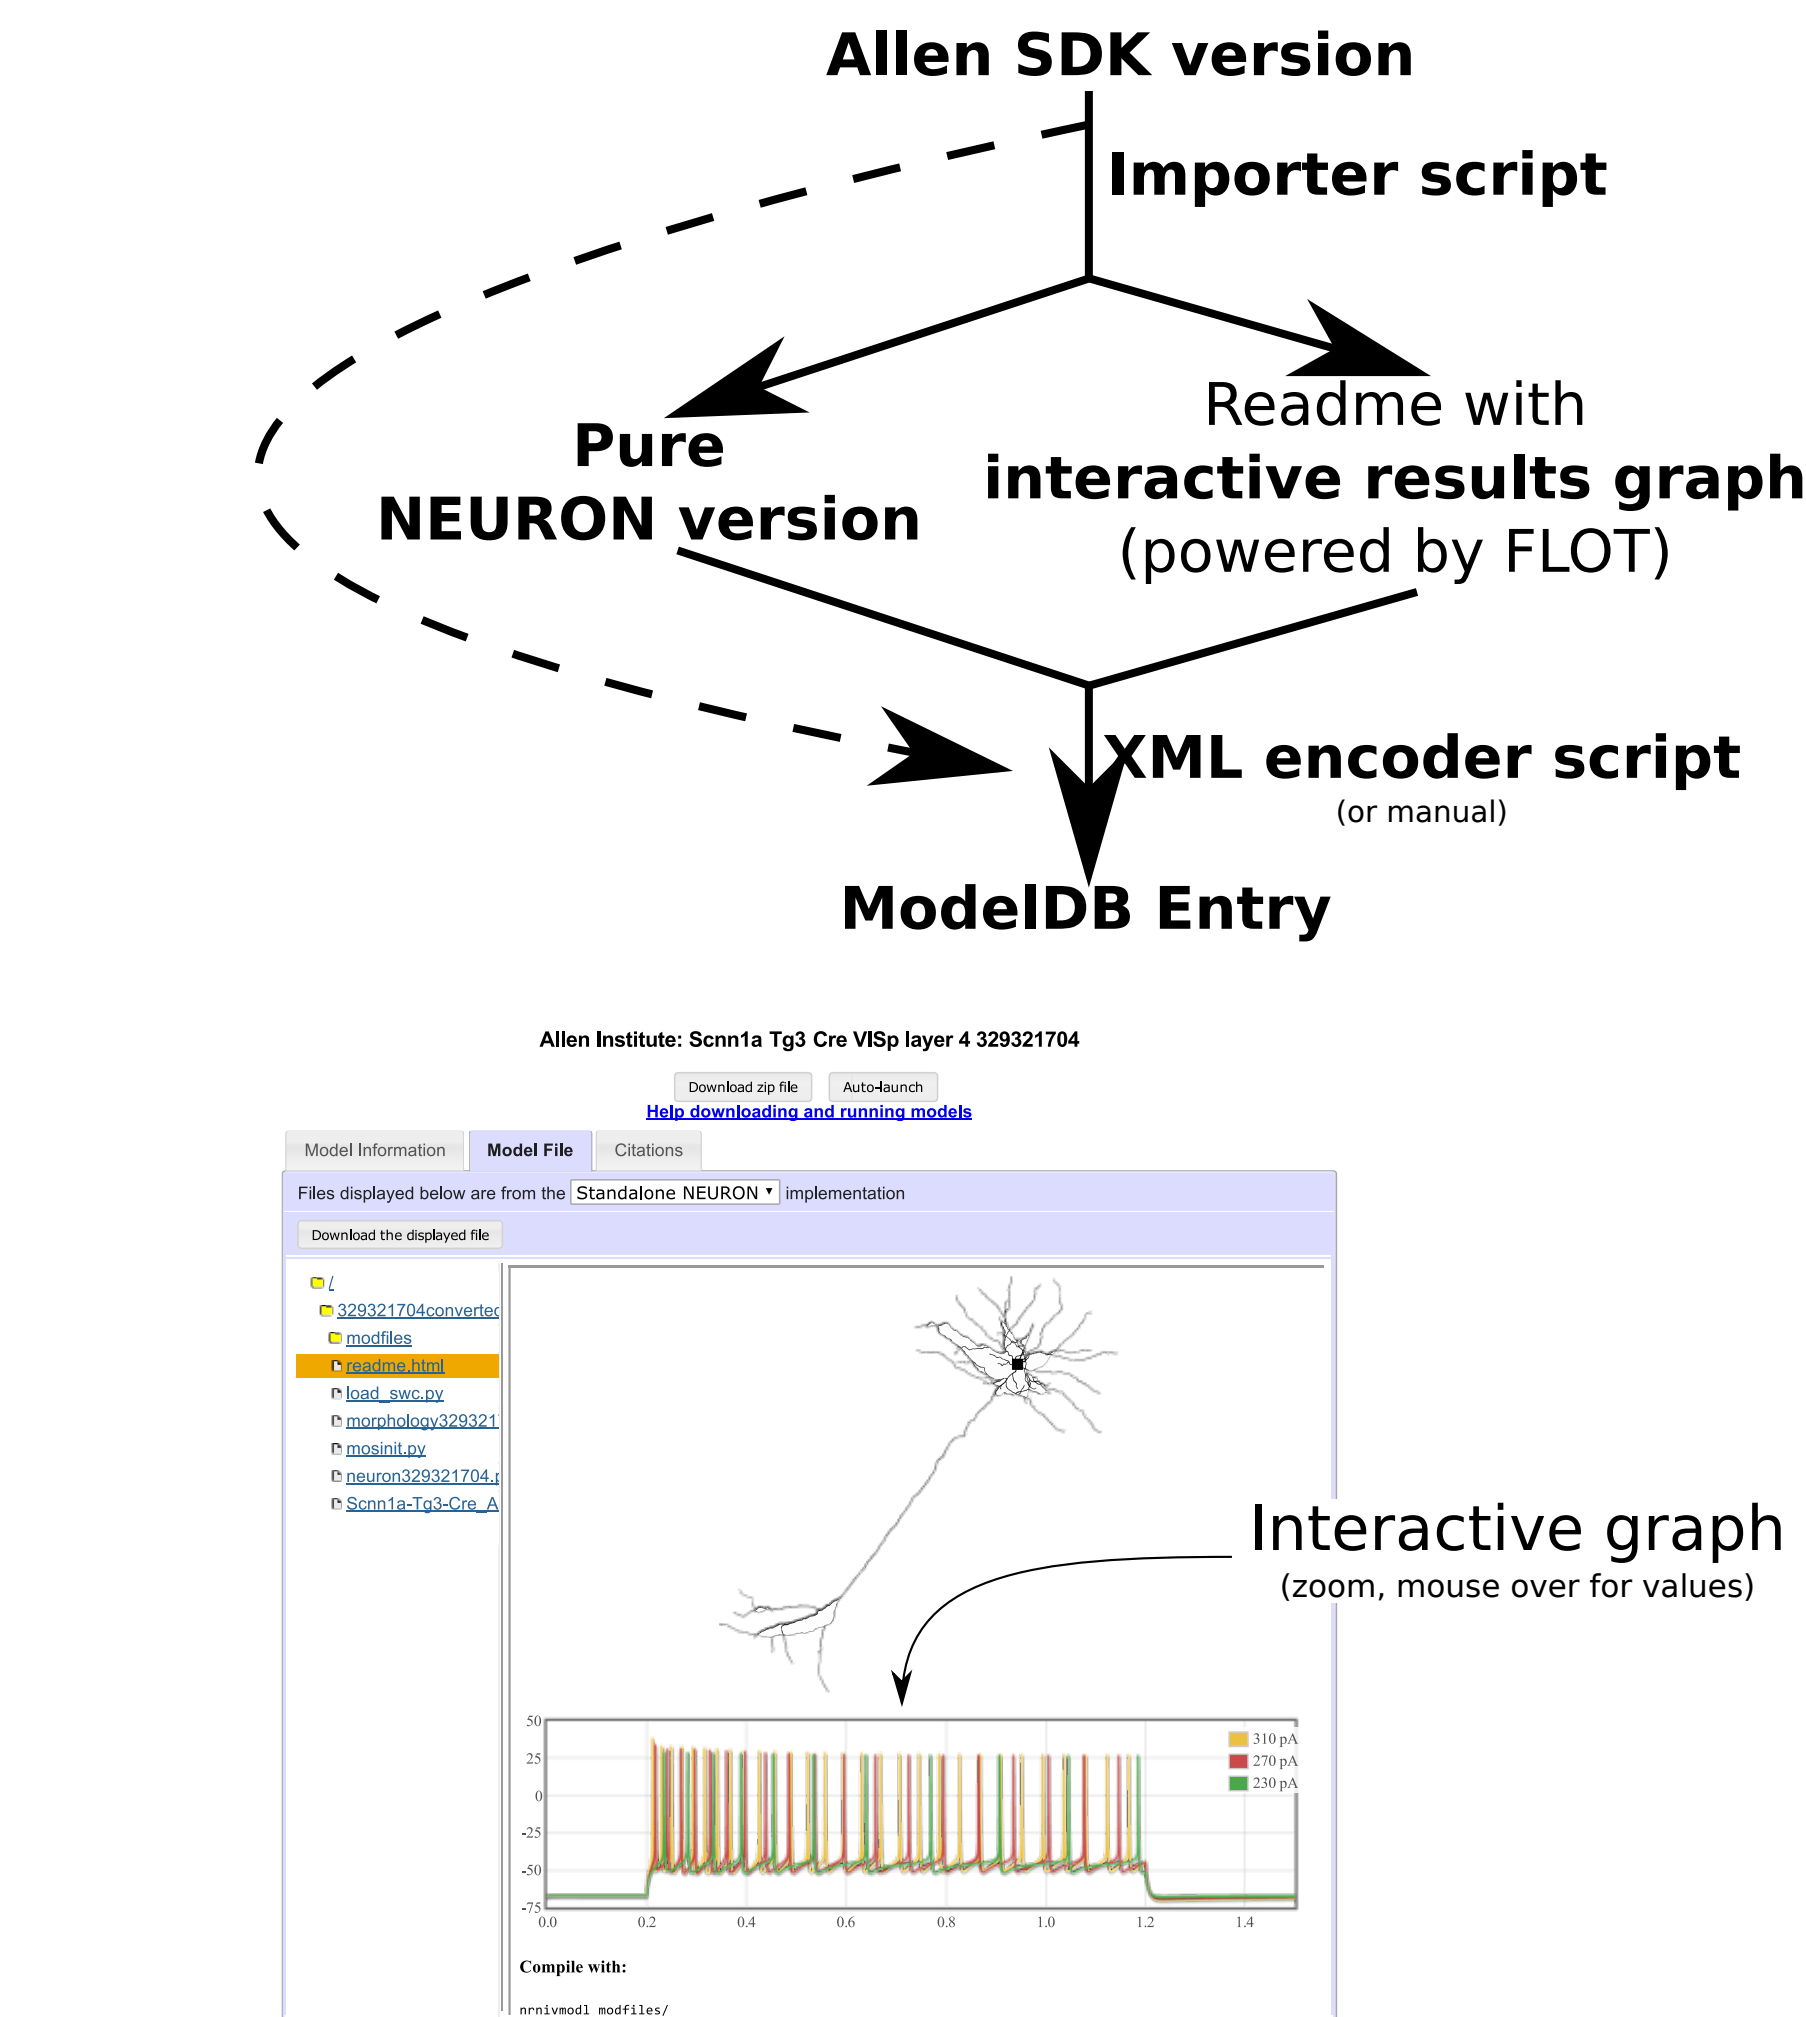 Allen SDK version
Importer script
Pure
NEURON version
Readme with
interactive results graph
(powered by FLOT)
XML encoder script
(or manual)
ModelDB Entry
Allen Institute: Scnn1a Tg3 Cre VISp layer 4 329321704
Download zip file Auto-launch
Help downloading and running models
Model Information Model File Citations
Files displayed below are from the Standalone NEURON implementation
Download the displayed file
/
329321704converted
modfiles
readme.html
load_swc.py
morphology329321
mosinit.py
neuron329321704.p
Scnn1a-Tg3-Cre_A
Interactive graph
(zoom, mouse over for values)
50
25
0
-25
-50
-75
310 pA
270 pA
230 pA
0.0 0.2 0.4 0.6 0.8 1.0 1.2 1.4
Compile with:
nrnivmodl modfiles/